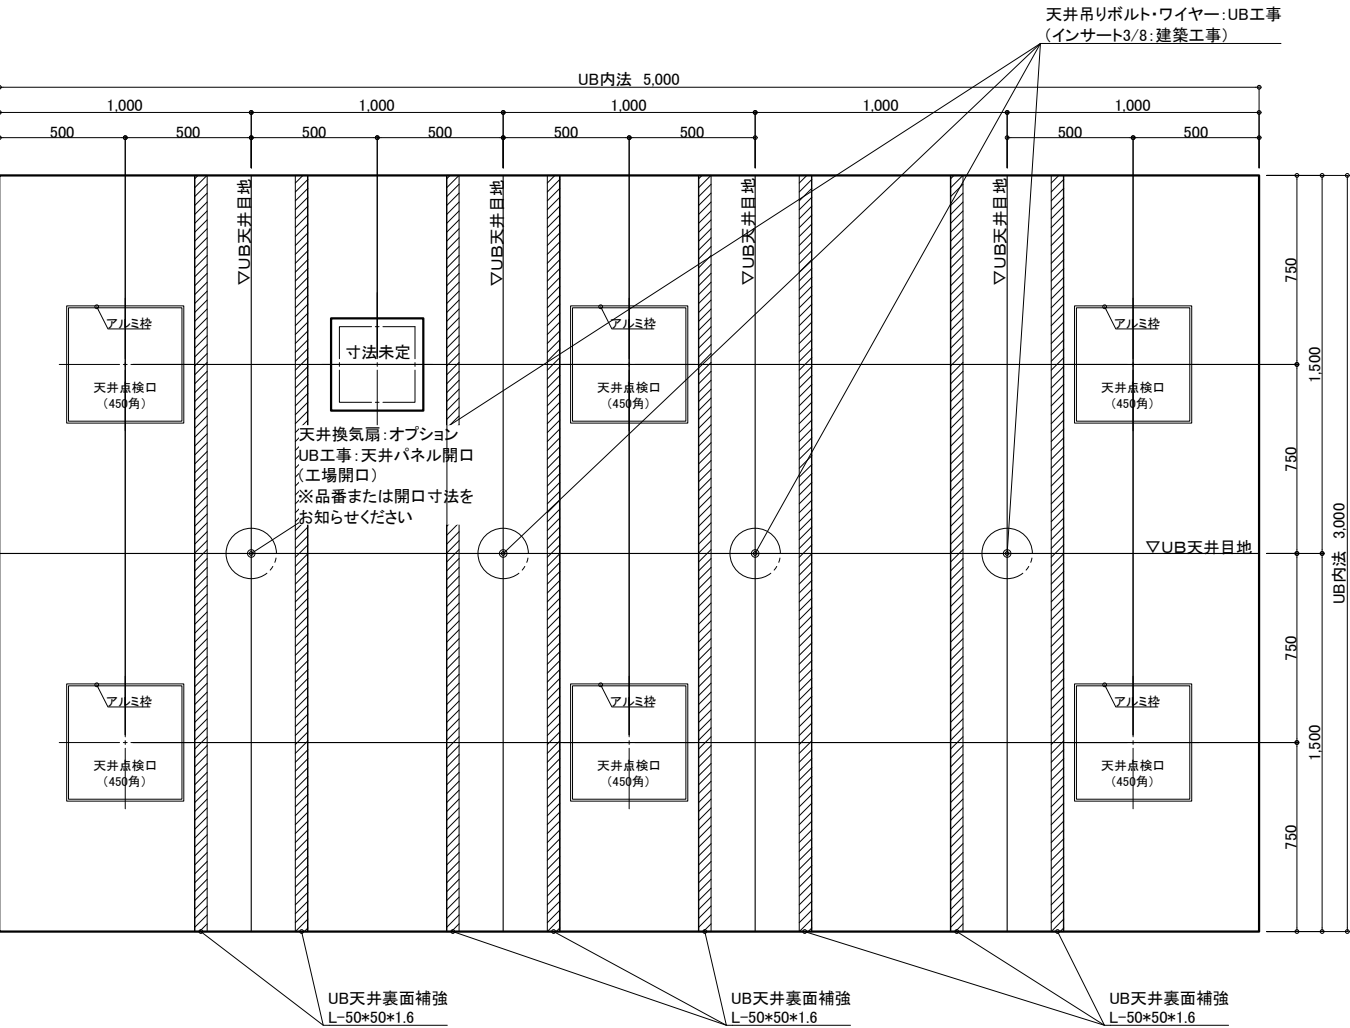 天井吊りボルト・ワイヤー:UB工事
(インサート3/8:建築工事)
UB内法 5,000
1,000
1,000
1,000
1,000
1,000
500
500
500
500
500
500
500
500
▽UB天井目地
▽UB天井目地
▽UB天井目地
▽UB天井目地
750
アルミ枠
アルミ枠
アルミ枠
寸法未定
天井点検口
(450角)
天井点検口
(450角)
天井点検口
(450角)
1,500
天井換気扇:オプション
UB工事:天井パネル開口
(工場開口)
※品番または開口寸法を
お知らせください
750
▽UB天井目地
UB内法 3,000
750
アルミ枠
アルミ枠
アルミ枠
天井点検口
(450角)
天井点検口
(450角)
天井点検口
(450角)
1,500
750
UB天井裏面補強
L-50*50*1.6
UB天井裏面補強
L-50*50*1.6
UB天井裏面補強
L-50*50*1.6